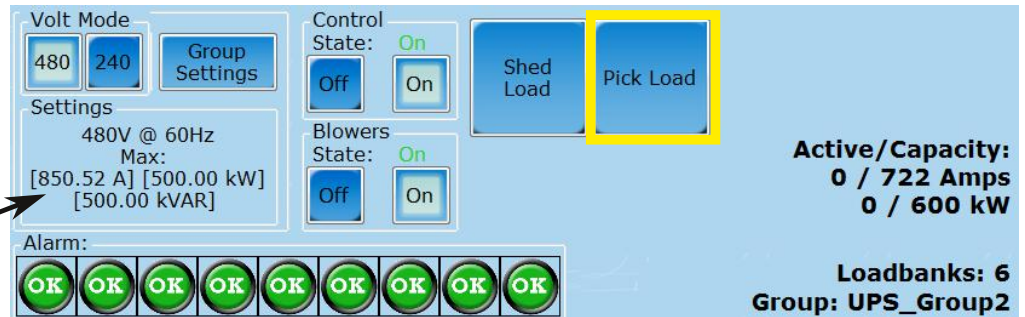 Volt Mode
480
240
Group
Settings
Settings
480V @ 60Hz
Max:
[850.52 A] [500.00 kW]
[500.00 kVAR]
Control
State: On
Off
On
Blowers
State: On
Off
On
Shed
Load
Pick Load
Active/Capacity:
0 / 722 Amps
0 / 600 kW
Alarm:
OK OK OK OK OK OK OK OK OK
Loadbanks: 6
Group: UPS_Group2